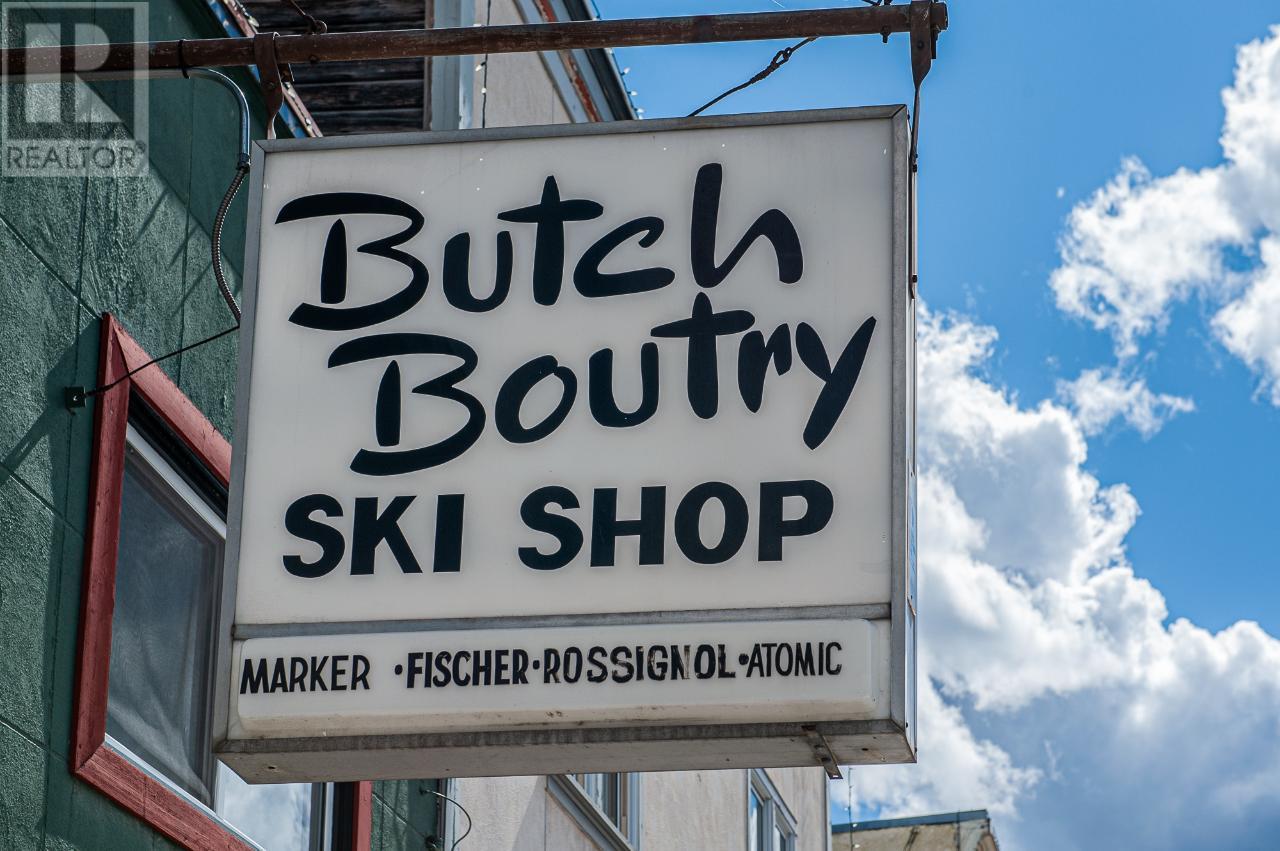 REALTOR
Butch
Boutry
SKI SHOP
MARKER •FISCHER•ROSSIGNOL•ATOMIC